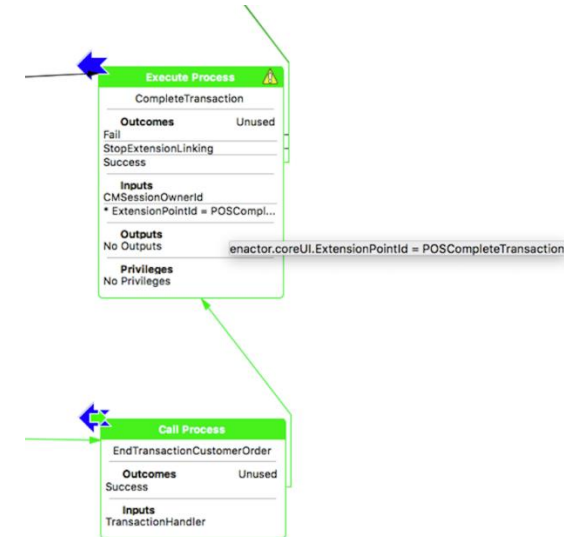 Execute Process
CompleteTransaction
Outcomes Unused
Fail
StopExtensionLinking
Success
Inputs
CMSessionOwnerId
* ExtensionPointId = POSCompl...
Outputs
No Outputs
enactor.coreUI.ExtensionPointId = POSCompleteTransaction
Privileges
No Privileges
Call Process
EndTransactionCustomerOrder
Outcomes Unused
Success
Inputs
TransactionHandler